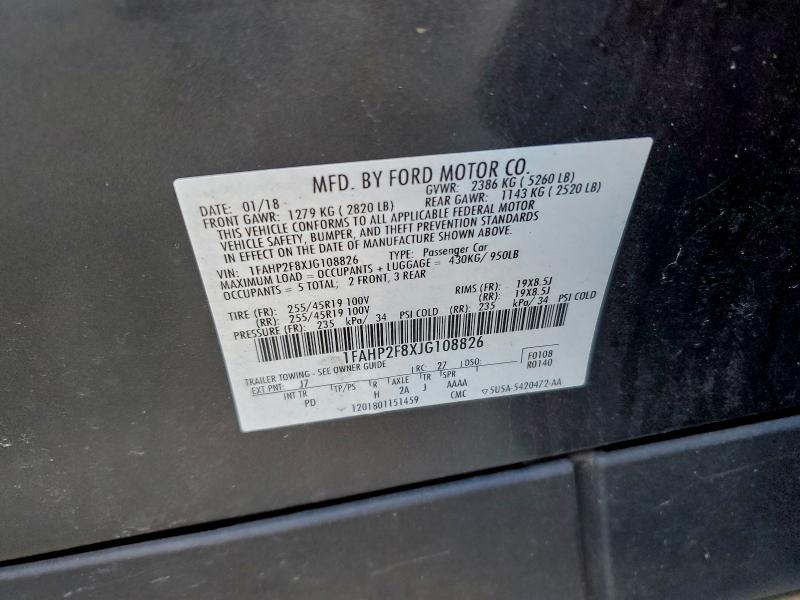 MFD. BY FORD MOTOR CO.
DATE: 01/18 GVWR: 2386 KG ( 5260 LB)
FRONT GAWR: 1279 KG ( 2820 LB) REAR GAWR: 1143 KG ( 2520 LB)
THIS VEHICLE CONFORMS TO ALL APPLICABLE FEDERAL MOTOR
VEHICLE SAFETY, BUMPER, AND THEFT PREVENTION STANDARDS
IN EFFECT ON THE DATE OF MANUFACTURE SHOWN ABOVE.
VIN: 1FAHP2F8XJG108826 TYPE: Passenger Car
MAXIMUM LOAD = OCCUPANTS + LUGGAGE = 430KG/ 950LB
OCCUPANTS = 5 TOTAL; 2 FRONT, 3 REAR
TIRE (FR): 255/45R19 100V RIMS (FR): 19X8.5J
(RR): 255/45R19 100V (RR): 19X8.5J
PRESSURE (FR): 235 kPa/ 34 PSI COLD (RR): 235 kPa/ 34 PSI COLD
1FAHP2F8XJG108826
TRAILER TOWING - SEE OWNER GUIDE F0108
EXT PNT: J7 RC: 27 DSO: R0140
INT TR TP/PS R AXLE TR SPR
PD H 2A J AAAA
1201801151459 CMC 5U5A-5420472-AA